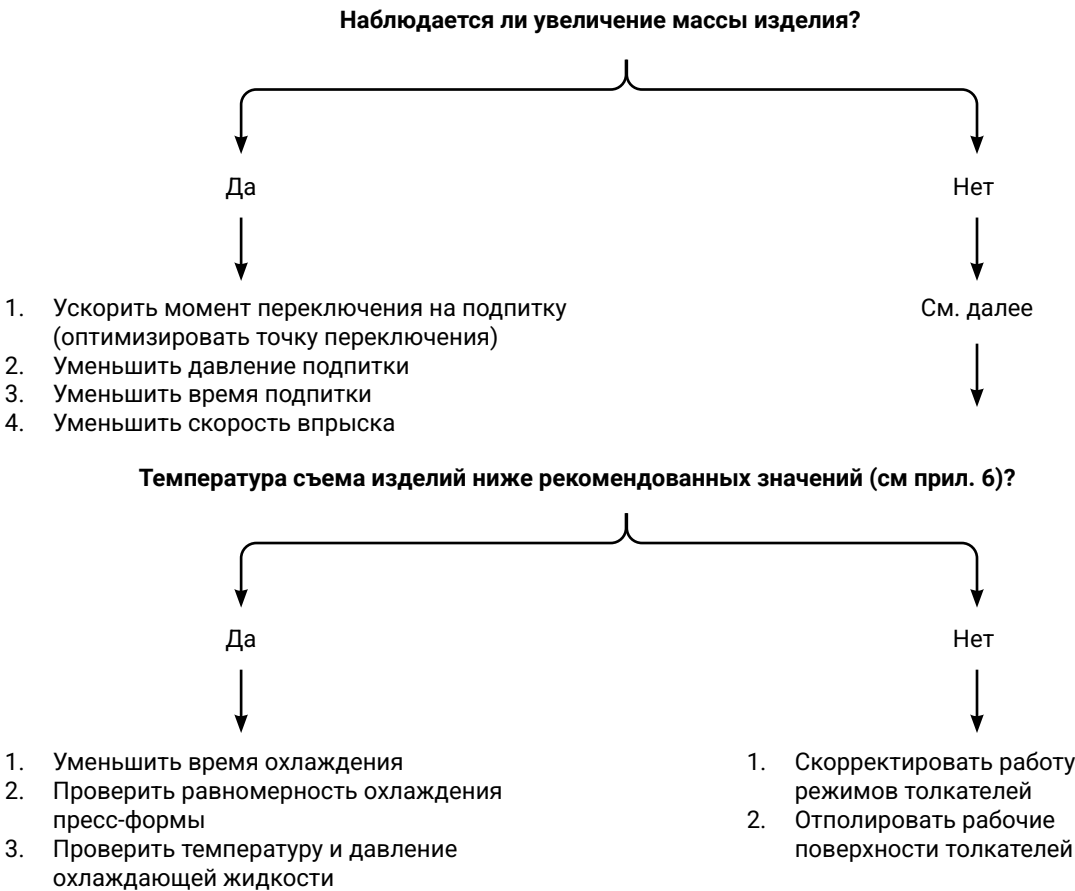 Наблюдается ли увеличение массы изделия?
Да
Нет
1. Ускорить момент переключения на подпитку
(оптимизировать точку переключения)
2. Уменьшить давление подпитки
3. Уменьшить время подпитки
4. Уменьшить скорость впрыска
См. далее
Температура съема изделий ниже рекомендованных значений (см прил. 6)?
Да
Нет
1. Уменьшить время охлаждения
2. Проверить равномерность охлаждения
пресс-формы
3. Проверить температуру и давление
охлаждающей жидкости
1. Скорректировать работу
режимов толкателей
2. Отполировать рабочие
поверхности толкателей